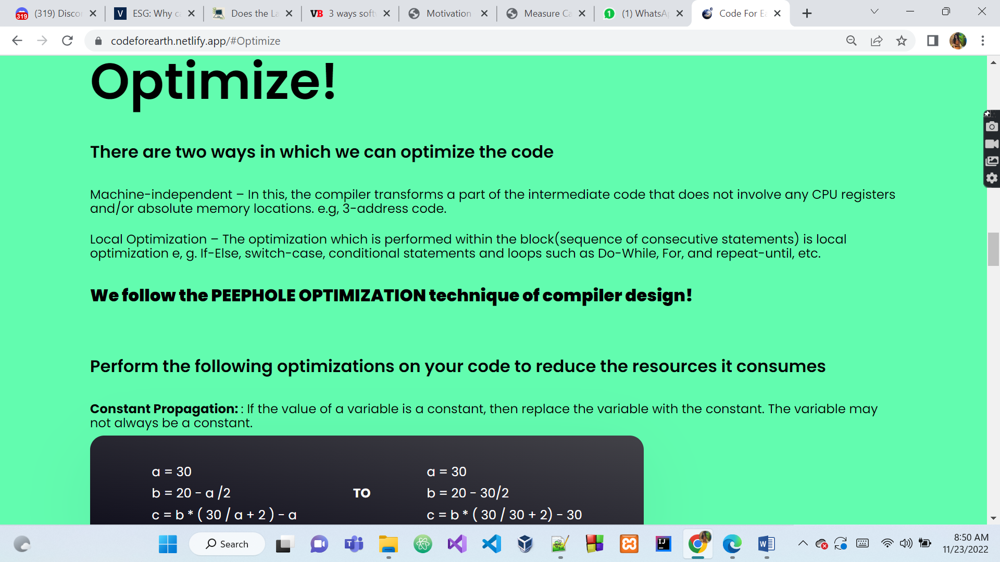 (319) Discor
ESG: Why ca
Does the La
VB 3 ways softw
Motivation
Measure Ca
(1) WhatsAp
Code For Ea
codeforearth.netlify.app/#Optimize
Optimize!
There are two ways in which we can optimize the code
Machine-independent – In this, the compiler transforms a part of the intermediate code that does not involve any CPU registers
and/or absolute memory locations. e.g, 3-address code.
Local Optimization – The optimization which is performed within the block(sequence of consecutive statements) is local
optimization e, g. If-Else, switch-case, conditional statements and loops such as Do-While, For, and repeat-until, etc.
We follow the PEEPHOLE OPTIMIZATION technique of compiler design!
Perform the following optimizations on your code to reduce the resources it consumes
Constant Propagation: : If the value of a variable is a constant, then replace the variable with the constant. The variable may
not always be a constant.
a = 30
b = 20 - a /2
c = b * ( 30 / a + 2 ) - a
TO
a = 30
b = 20 - 30/2
c = b * ( 30 / 30 + 2) - 30
Search
8:50 AM
11/23/2022